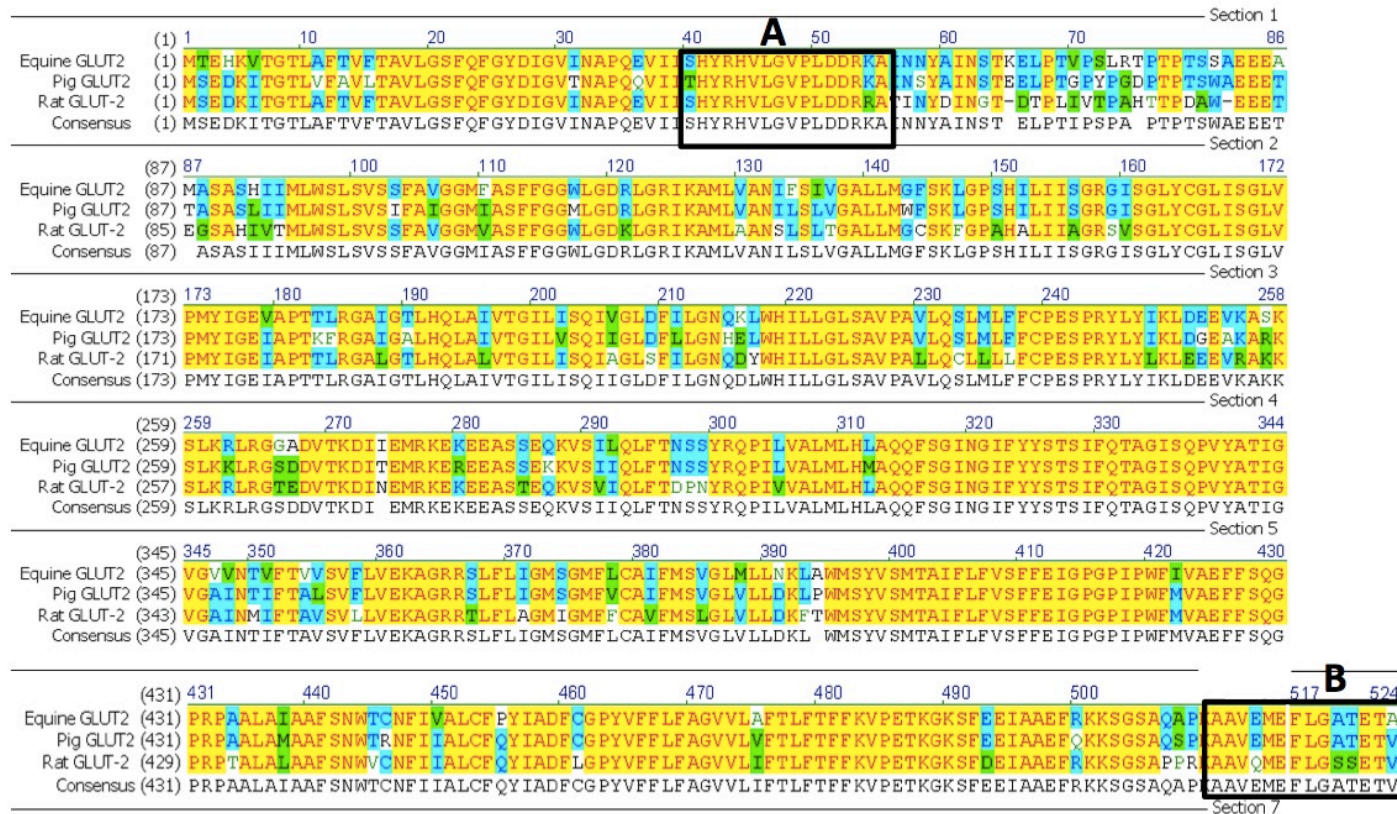 Section 1
A
(1) 1 10 20 30 40 50 60 70 86
Equine GLUT2 (1) MTEHKVTGTLAFTVFTAVLGSFQFGYDIGVINAPQEVIISHYRHVLGVPLDDRKAINNYAINSTKELPTVPSLRTPTPTSSAEEEA
Pig GLUT2 (1) MSEDKITGTLVFAVLTAVLGSFQFGYDIGVTNAPQQVIITHYRHVLGVPLDDRKAINSYAINSTEELPTGPYPGDPTPTSWAEEET
Rat GLUT-2 (1) MSEDKITGTLAFTVFTAVLGSFQFGYDIGVINAPQEVIISHYRHVLGVPLDDRRATINYDINGT-DTPLIVTPAHTTPDAW-EEET
Consensus (1) MSEDKITGTLAFTVFTAVLGSFQFGYDIGVINAPQEVIISHYRHVLGVPLDDRKAINNYAINST ELPTIPSPA PTPTSWAEEET
Section 2
(87) 87 100 110 120 130 140 150 160 172
Equine GLUT2 (87) MASASHIIMLWSLSVSSFAVGGMFASFFGGWLGDRLGRIKAMLVANIFSIVGALLMGFSKLGPSHILIISGRGISGLYCGLISGLV
Pig GLUT2 (87) TASASLIIMLWSLSVSIFAIGGMIASFFGGMLGDRLGRIKAMLVANILSLVGALLMWFSKLGPSHILIISGRGISGLYCGLISGLV
Rat GLUT-2 (85) EGSAHIVTMLWSLSVSSFAVGGMVASFFGGWLGDKLGRIKAMLAANSLSLTGALLMGCSKFGPAHALIIAGRSVSGLYCGLISGLV
Consensus (87) ASASIIIMLWSLSVSSFAVGGMIASFFGGWLGDRLGRIKAMLVANILSLVGALLMGFSKLGPSHILIISGRGISGLYCGLISGLV
Section 3
(173) 173 180 190 200 210 220 230 240 258
Equine GLUT2 (173) PMYIGEVAPTTLRGAIGTLHQLAIVTGILISQIVGLDFILGNQKLWHILLGLSAVPAVLQSLMLFFCPESPRYLYIKLDEEVKASK
Pig GLUT2 (173) PMYIGEIAPTKFRGAIGALHQLAIVTGILVSQIIGLDFLLGNHELWHILLGLSAVPAVLQSLMLFFCPESPRYLYIKLDGEAKARK
Rat GLUT-2 (171) PMYIGEIAPTTLRGALGTLHQLALVTGILISQIAGLSFILGNQDYWHILLGLSAVPALLQCLLLLFCPESPRYLYLKLEEEVRAKK
Consensus (173) PMYIGEIAPTTLRGAIGTLHQLAIVTGILISQIIGLDFILGNQDLWHILLGLSAVPAVLQSLMLFFCPESPRYLYIKLDEEVKAKK
Section 4
(259) 259 270 280 290 300 310 320 330 344
Equine GLUT2 (259) SLKRLRGGADVTKDIIEMRKEKEEASSEQKVSILQLFTNSSYRQPILVALMLHLAQQFSGINGIFYYSTSIFQTAGISQPVYATIG
Pig GLUT2 (259) SLKKLRGSDDVTKDITEMRKEREEASSEKKVSIIQLFTNSSYRQPILVALMLHMAQQFSGINGIFYYSTSIFQTAGISQPVYATIG
Rat GLUT-2 (257) SLKRLRGTEDVTKDINEMRKEKEEASTEQKVSVIQLFTDPNYRQPIVVALMLHLAQQFSGINGIFYYSTSIFQTAGISQPVYATIG
Consensus (259) SLKRLRGSDDVTKDI EMRKEKEEASSEQKVSIIQLFTNSSYRQPILVALMLHLAQQFSGINGIFYYSTSIFQTAGISQPVYATIG
Section 5
(345) 345 350 360 370 380 390 400 410 420 430
Equine GLUT2 (345) VGVVNTVFTVVSVFLVEKAGRRSLFLIGMSGMFLCAIFMSVGLMLLNKLAWMSYVSMTAIFLFVSFFEIGPGPIPWFIVAEFFSQG
Pig GLUT2 (345) VGAINTIFTALSVFLVEKAGRRSLFLIGMSGMFVCAIFMSVGLVLLDKLPWMSYVSMTAIFLFVSFFEIGPGPIPWFMVAEFFSQG
Rat GLUT-2 (343) VGAINMIFTAVSVLLVEKAGRRTLFLAGMIGMFFCAVFMSLGLVLLDKFTWMSYVSMTAIFLFVSFFEIGPGPIPWFMVAEFFSQG
Consensus (345) VGAINTIFTAVSVFLVEKAGRRSLFLIGMSGMFLCAIFMSVGLVLLDKL WMSYVSMTAIFLFVSFFEIGPGPIPWFMVAEFFSQG
B
(431) 431 440 450 460 470 480 490 500 517 524
Equine GLUT2 (431) PRPAALAIAAFSNWTCNFIVALCFPYIADFCGPYVFFLFAGVVLAFTLFTFFKVPETKGKSFEEIAAEFRKKSGSAQAPKAAVEMEFLGATETA
Pig GLUT2 (431) PRPAALAMAAFSNWTRNFIIALCFQYIADFCGPYVFFLFAGVVLVFTLFTFFKVPETKGKSFEEIAAEFQKKSGSAQSPKAAVEMEFLGATETV
Rat GLUT-2 (429) PRPTALALAAFSNWVCNFIIALCFQYIADFLGPYVFFLFAGVVLIFTLFTFFKVPETKGKSFDEIAAEFRKKSGSAPPRKAAVQMEFLGSSETV
Consensus (431) PRPAALAIAAFSNWTCNFIIALCFQYIADFCGPYVFFLFAGVVLIFTLFTFFKVPETKGKSFEEIAAEFRKKSGSAQAPKAAVEMEFLGATETV
Section 7